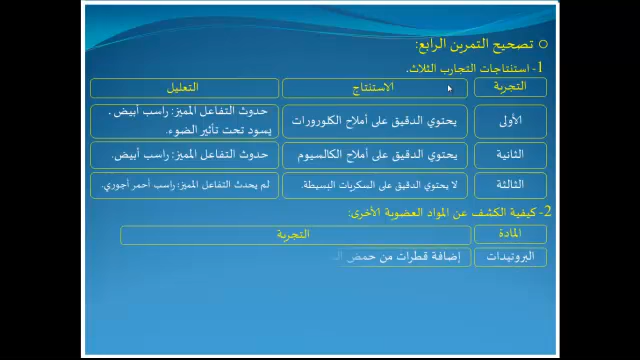 تصحيح التمرين الرابع:
1- استنتاجات التجارب الثلاث.
التجربة الاستنتاج التعليل
الأولى يحتوي الدقيق على أملاح الكلورورات حدوث التفاعل المميز: راسب أبيض .
يسود تحت تأثير الضوء.
الثانية يحتوي الدقيق على أملاح الكالسيوم حدوث التفاعل المميز: راسب أبيض.
الثالثة لا يحتوي الدقيق على السكريات البسيطة. لم يحدث التفاعل المميز: راسب أحمر أجوري.
2- كيفية الكشف عن المواد العضوية الأخرى:
المادة التجربة
البروتيدات إضافة قطرات من حمض